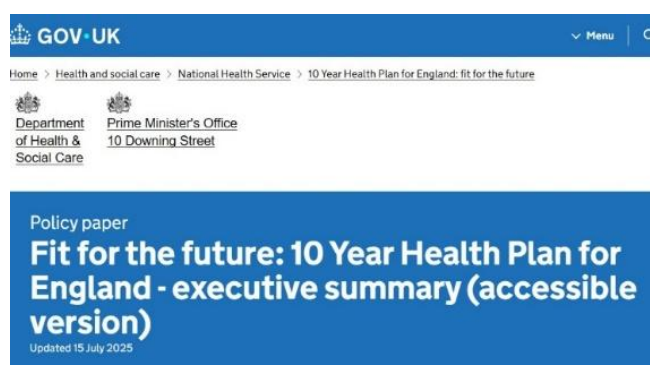 GOV·UK
Menu
Home > Health and social care > National Health Service > 10 Year Health Plan for England: fit for the future
Department
of Health &
Social Care
Prime Minister's Office
10 Downing Street
Policy paper
Fit for the future: 10 Year Health Plan for
England - executive summary (accessible
version)
Updated 15 July 2025